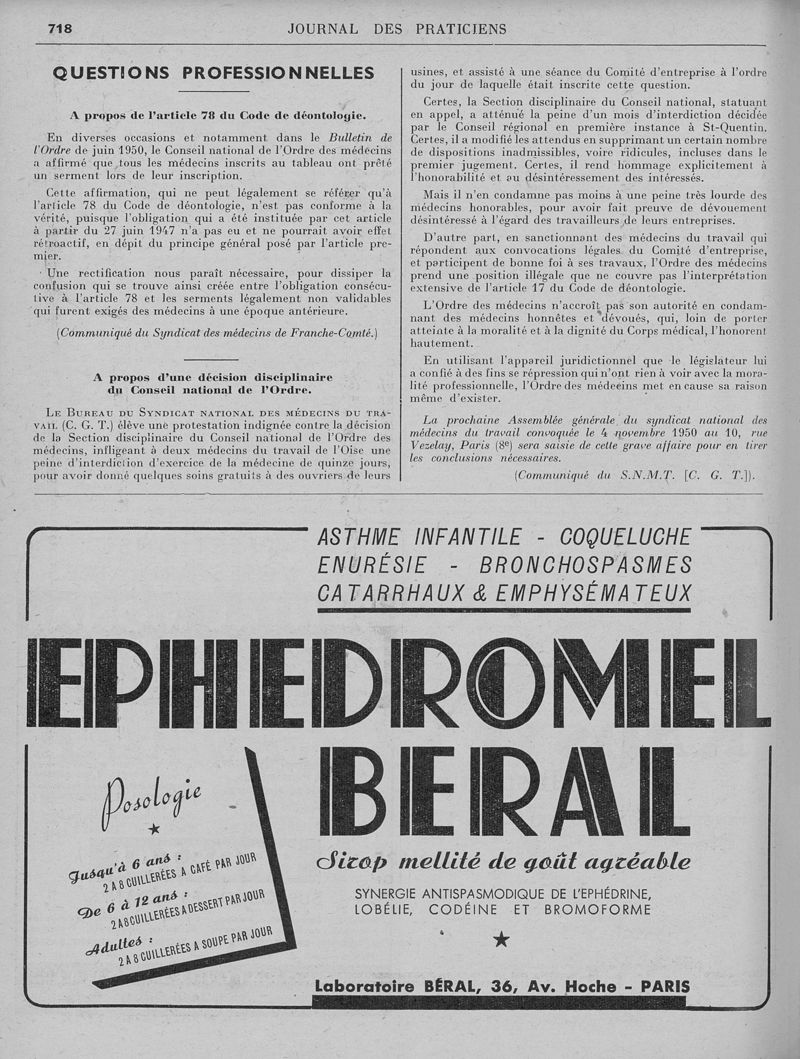 718
JOURNAL DES PRATICIENS
QUESTIONS PROFESSIONNELLES
A propos de l'article 78 du Code de déontologie.
En diverses occasions et notamment dans le Bulletin de
l'Ordre de juin 1950, le Conseil national de l'Ordre des médecins
a affirmé que tous les médecins inscrits au tableau ont prêté
un serment lors de leur inscription.
Cette affirmation, qui ne peut légalement se référer qu'à
l'article 78 du Code de déontologie, n'est pas conforme à la
vérité, puisque l'obligation qui a été instituée par cet article
à partir du 27 juin 1947 n'a pas eu et ne pourrait avoir effet
rétroactif, en dépit du principe général posé par l'article pre-
mier.
Une rectification nous paraît nécessaire, pour dissiper la
confusion qui se trouve ainsi créée entre l'obligation consécu-
tive à l'article 78 et les serments légalement non validables
qui furent exigés des médecins à une époque antérieure.
(Communiqué du Syndicat des médecins de Franche-Comté.)
A propos d'une décision disciplinaire
du Conseil national de l'Ordre.
LE BUREAU DU SYNDICAT NATIONAL DES MÉDECINS DU TRA-
VAIL (C. G. T.) élève une protestation indignée contre la décision
de la Section disciplinaire du Conseil national de l'Ordre des
médecins, infligeant à deux médecins du travail de l'Oise une
peine d'interdiction d'exercice de la médecine de quinze jours,
pour avoir donné quelques soins gratuits à des ouvriers de leurs
usines, et assisté à une séance du Comité d'entreprise à l'ordre
du jour de laquelle était inscrite cette question.
Certes, la Section disciplinaire du Conseil national, statuant
en appel, a atténué la peine d'un mois d'interdiction décidée
par le Conseil régional en première instance à St-Quentin.
Certes, il a modifié les attendus en supprimant un certain nombre
de dispositions inadmissibles, voire ridicules, incluses dans le
premier jugement. Certes, il rend hommage explicitement à
l'honorabilité et au désintéressement des intéressés.
Mais il n'en condamne pas moins à une peine très lourde des
médecins honorables, pour avoir fait preuve de dévouement
désintéressé à l'égard des travailleurs de leurs entreprises.
D'autre part, en sanctionnant des médecins du travail qui
répondent aux convocations légales du Comité d'entreprise,
et participent de bonne foi à ses travaux, l'Ordre des médecins
prend une position illégale que ne couvre pas l'interprétation
extensive de l'article 17 du Code de déontologie.
L'Ordre des médecins n'accroît pas son autorité en condam-
nant des médecins honnêtes et dévoués, qui, loin de porter
atteinte à la moralité et à la dignité du Corps médical, l'honorent
hautement.
En utilisant l'appareil juridictionnel que le législateur lui
a confié à des fins se répression qui n'ont rien à voir avec la mora-
lité professionnelle, l'Ordre des médecins met en cause sa raison
même d'exister.
La prochaine Assemblée générale du syndicat national des
médecins du travail convoquée le 4 novembre 1950 au 10, rue
Vezelay, Paris (8e) sera saisie de cette grave affaire pour en tirer
les conclusions nécessaires.
(Communiqué du S.N.M.T. [C. G. T.]).
ASTHME INFANTILE - COQUELUCHE
ENURÉSIE - BRONCHOSPASMES
CATARRHAUX & EMPHYSÉMATEUX
EPHEDROMEL
BERAL
Posologie
Jusqu'à 6 ans :
2 A 8 CUILLERÉES A CAFÉ PAR JOUR
De 6 à 12 ans :
2 A 8 CUILLERÉES A DESSERT PAR JOUR
Adultes :
2 A 8 CUILLERÉES A SOUPE PAR JOUR
Sirop mellité de goût agréable
SYNERGIE ANTISPASMODIQUE DE L'EPHÉDRINE,
LOBÉLIE, CODÉINE ET BROMOFORME
Laboratoire BÉRAL, 36, Av. Hoche - PARIS